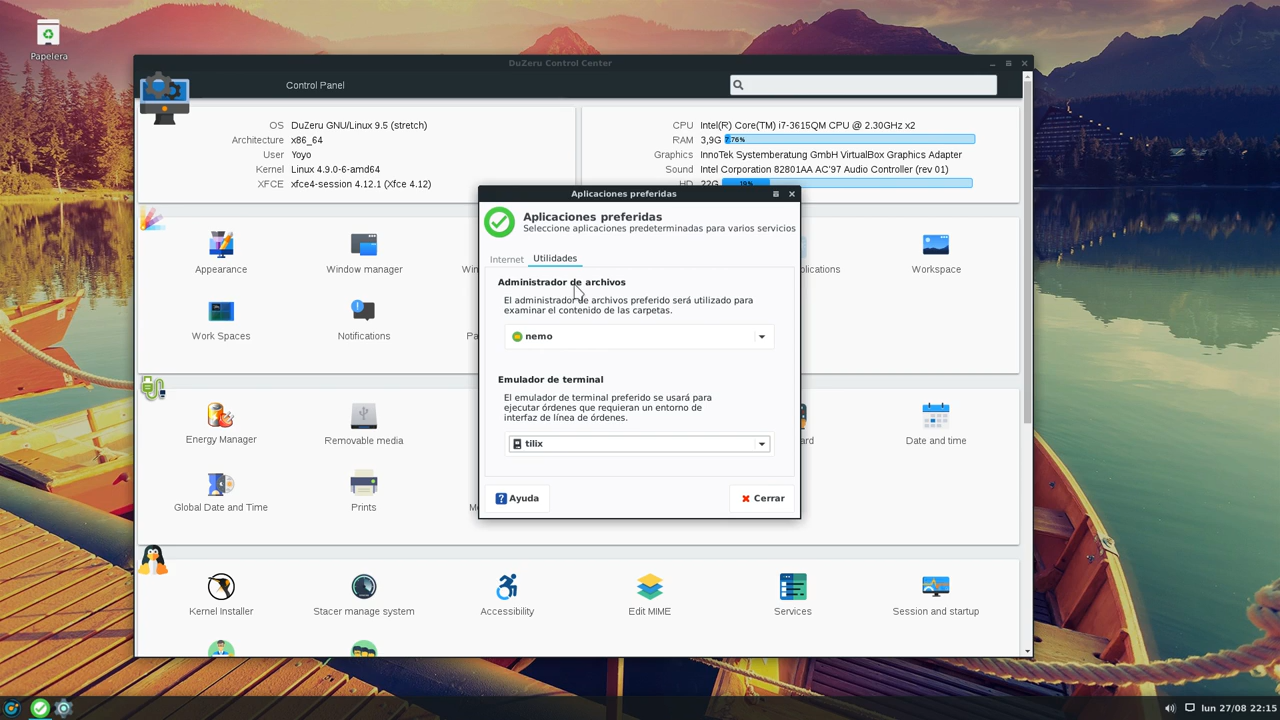 Papelera
DuZeru Control Center
Control Panel
OS DuZeru GNU/Linux 9.5 (stretch)
Architecture x86_64
User Yoyo
Kernel Linux 4.9.0-6-amd64
XFCE xfce4-session 4.12.1 (Xfce 4.12)
CPU Intel(R) Core(TM) i7-3615QM CPU @ 2.30GHz x2
RAM 3,9G 7.76%
Graphics InnoTek Systemberatung GmbH VirtualBox Graphics Adapter
Sound Intel Corporation 82801AA AC'97 Audio Controller (rev 01)
HD 22G 19%
Aplicaciones preferidas
Aplicaciones preferidas
Seleccione aplicaciones predeterminadas para varios servicios
Internet Utilidades
Administrador de archivos
El administrador de archivos preferido será utilizado para
examinar el contenido de las carpetas.
nemo
Emulador de terminal
El emulador de terminal preferido se usará para
ejecutar órdenes que requieran un entorno de
interfaz de línea de órdenes.
tilix
Ayuda Cerrar
Appearance Window manager Workspace
Work Spaces Notifications
Energy Manager Removable media Date and time
Global Date and Time Prints
Kernel Installer Stacer manage system Accessibility Edit MIME Services Session and startup
lun 27/08 22:15